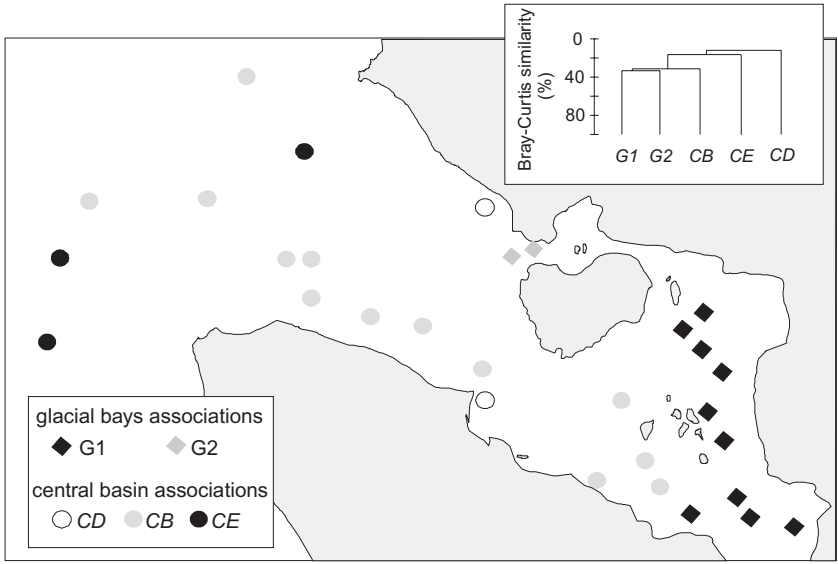 Bray-Curtis similarity
(%)
0
40
80
G1 G2 CB CE CD
glacial bays associations
G1 G2
central basin associations
CD CB CE